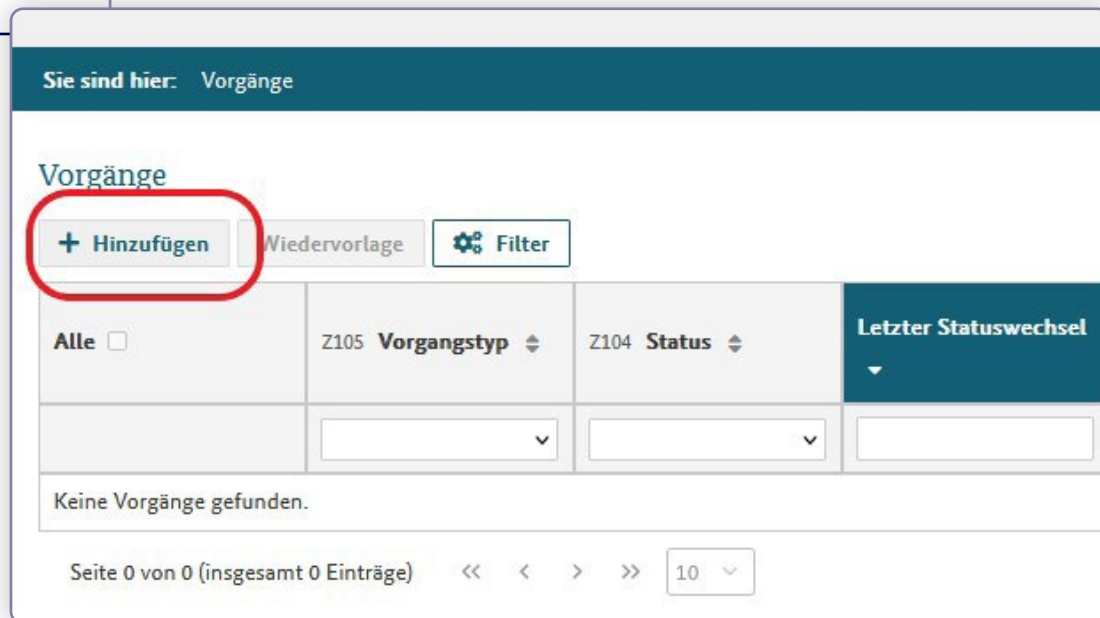 Sie sind hier: Vorgänge
Vorgänge
+ Hinzufügen Wiedervorlage Filter
Alle Z105 Vorgangstyp Z104 Status Letzter Statuswechsel
Keine Vorgänge gefunden.
Seite 0 von 0 (insgesamt 0 Einträge) << < > >> 10